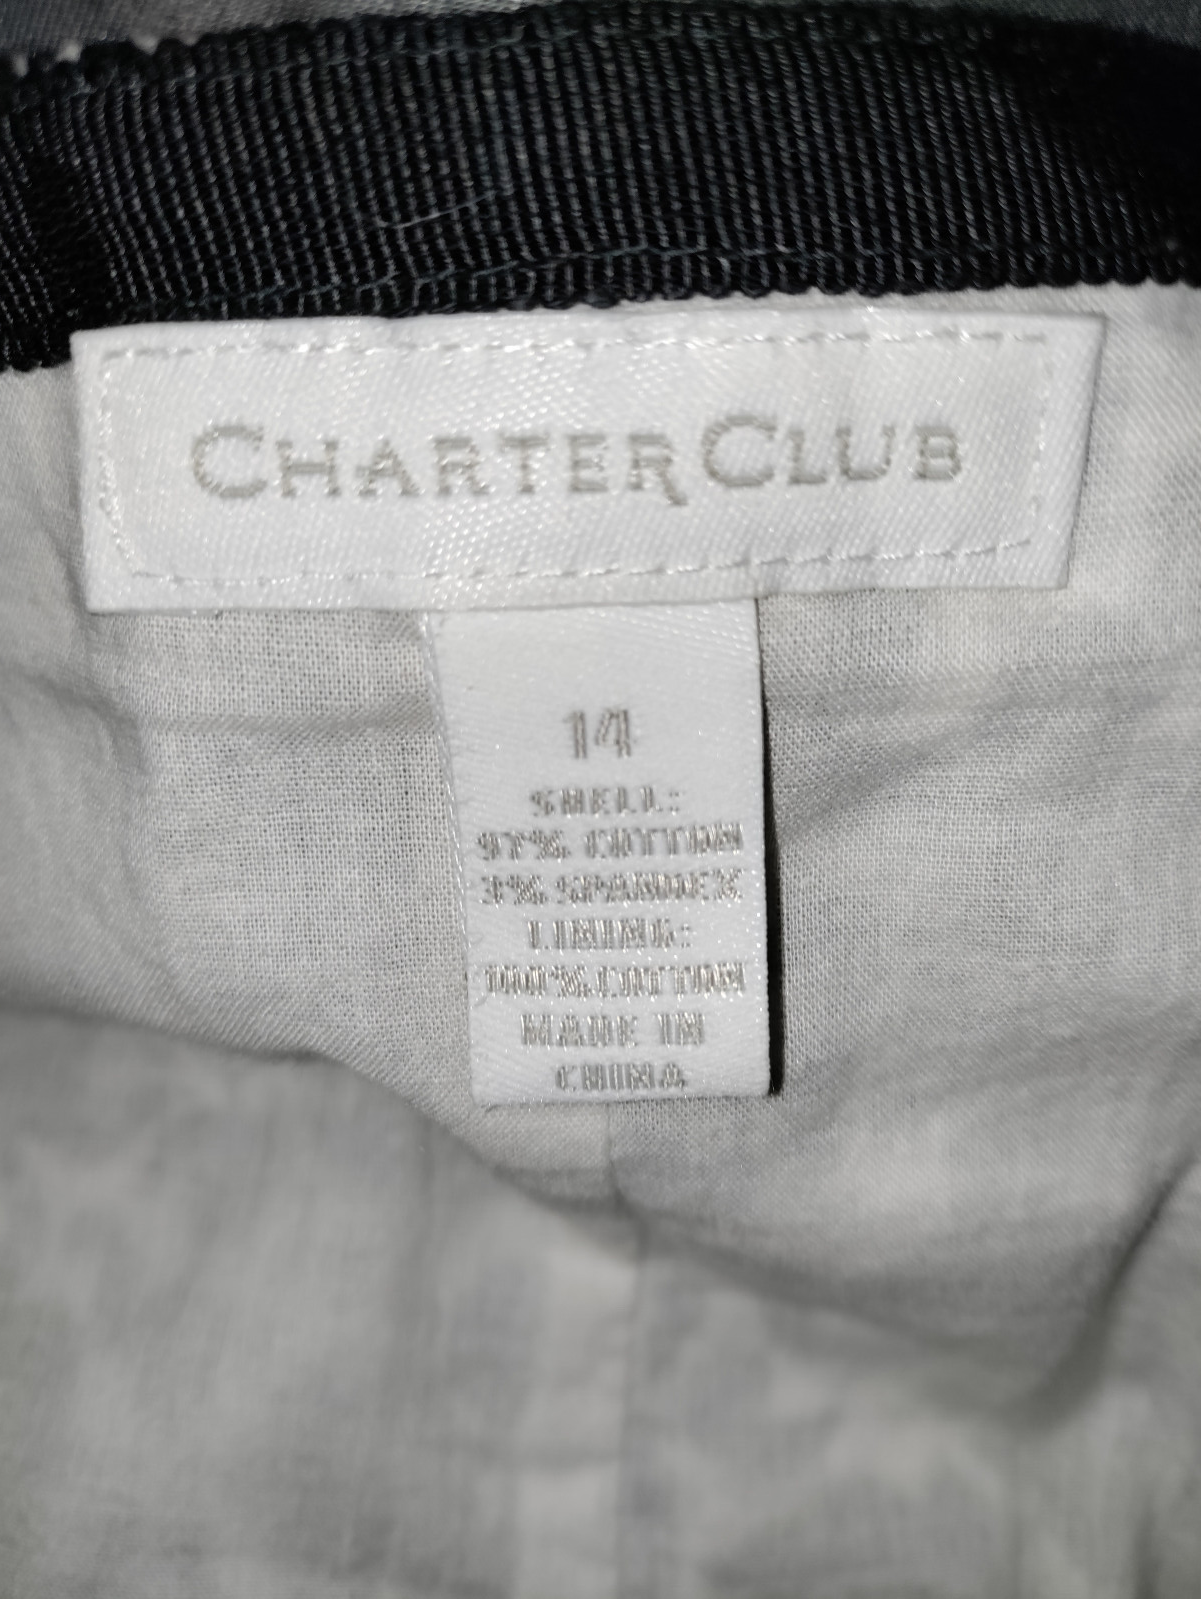 CHARTER CLUB
14
SHELL:
97% COTTON
3% SPANDEX
LINING:
100% COTTON
MADE IN
CHINA